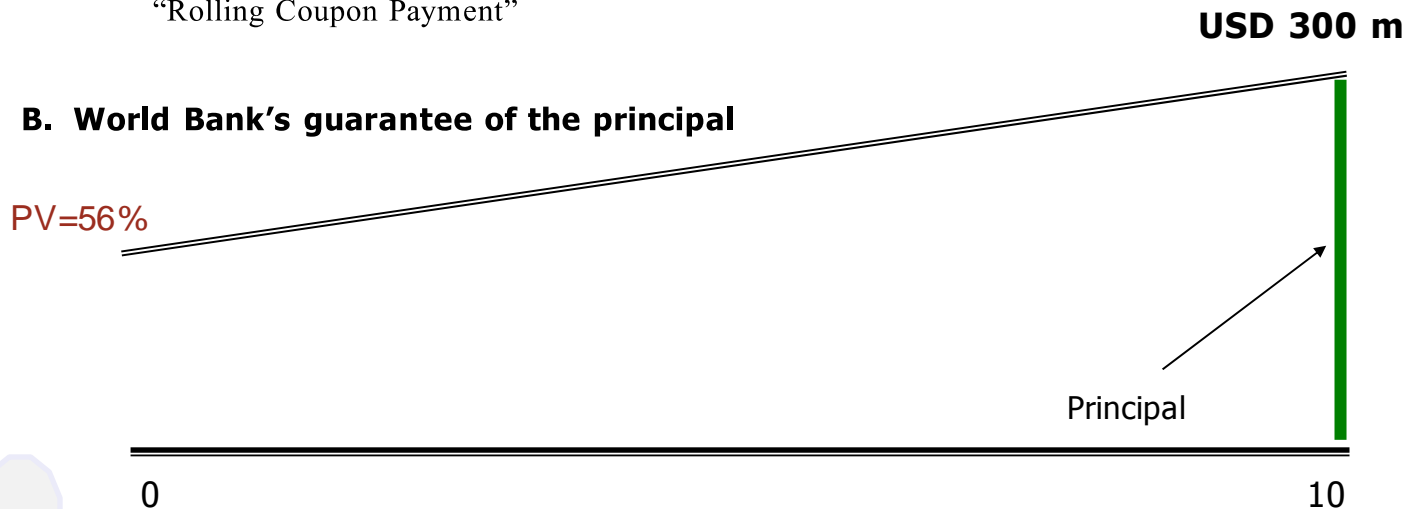 “Rolling Coupon Payment”
USD 300 m
B. World Bank’s guarantee of the principal
PV=56%
Principal
0
10